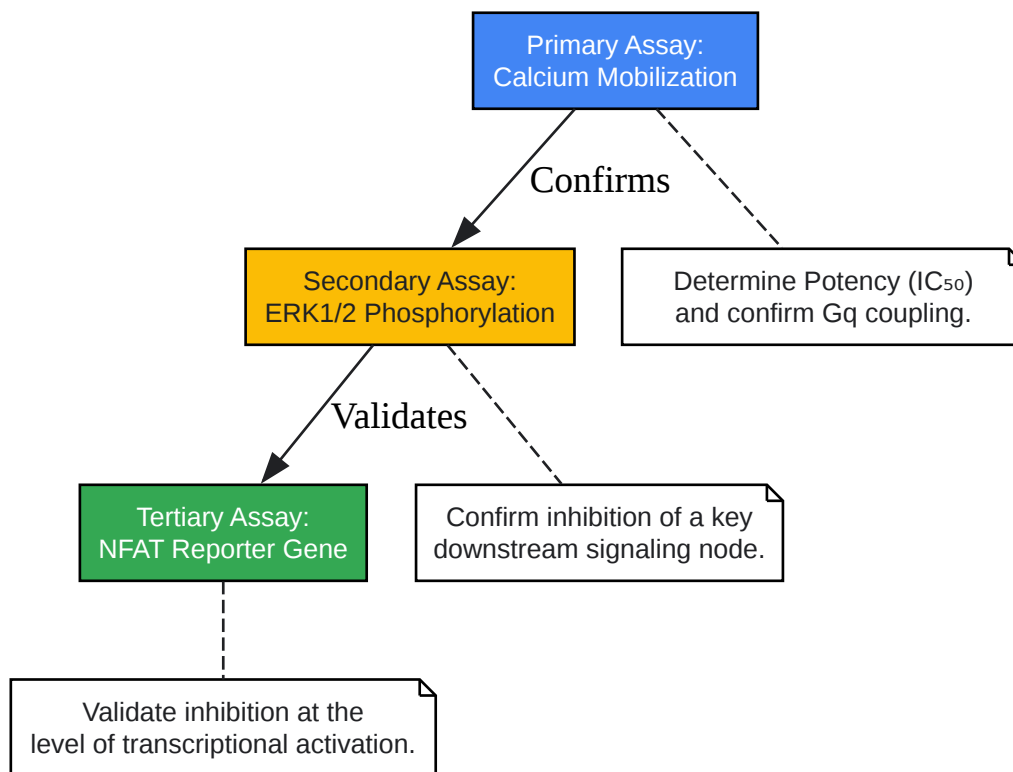 Primary Assay:
Calcium Mobilization
Confirms
Secondary Assay:
ERK1/2 Phosphorylation
Determine Potency (IC₅₀)
and confirm Gq coupling.
Validates
Tertiary Assay:
NFAT Reporter Gene
Confirm inhibition of a key
downstream signaling node.
Validate inhibition at the
level of transcriptional activation.